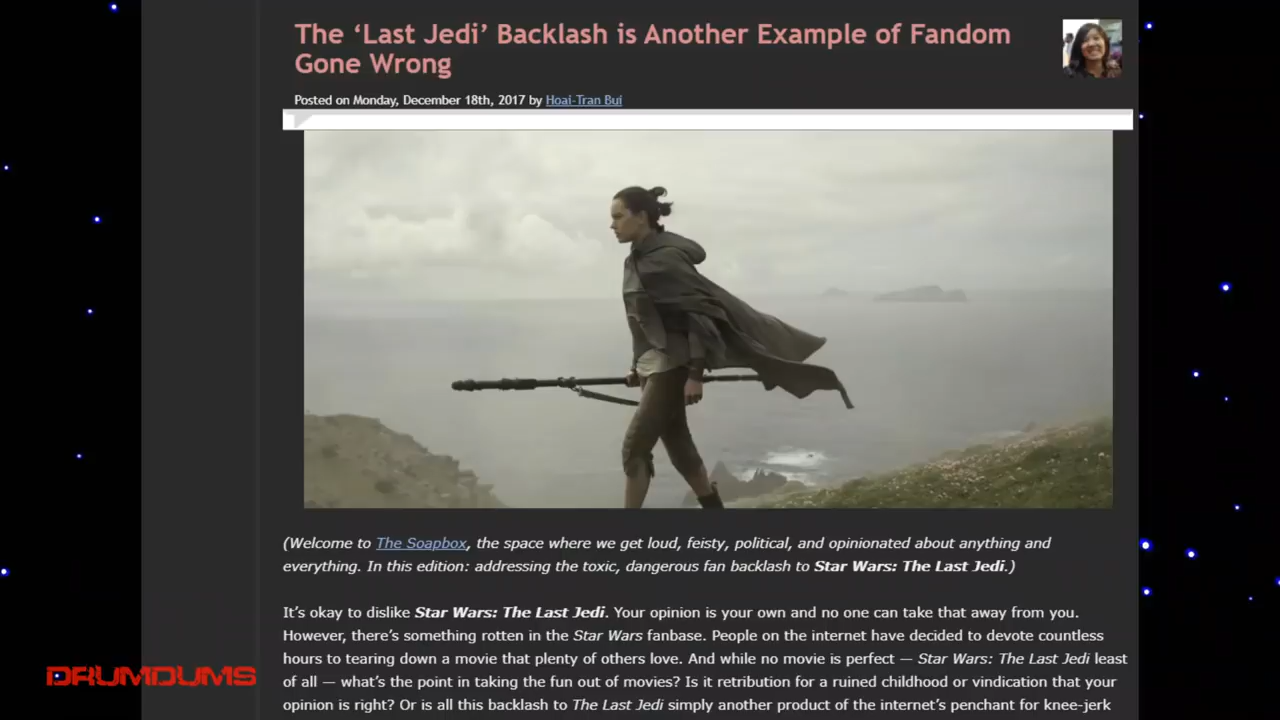 The ‘Last Jedi’ Backlash is Another Example of Fandom
Gone Wrong
Posted on Monday, December 18th, 2017 by Hoai-Tran Bui
(Welcome to The Soapbox, the space where we get loud, feisty, political, and opinionated about anything and
everything. In this edition: addressing the toxic, dangerous fan backlash to Star Wars: The Last Jedi.)
It’s okay to dislike Star Wars: The Last Jedi. Your opinion is your own and no one can take that away from you.
However, there’s something rotten in the Star Wars fanbase. People on the internet have decided to devote countless
hours to tearing down a movie that plenty of others love. And while no movie is perfect — Star Wars: The Last Jedi least
of all — what’s the point in taking the fun out of movies? Is it retribution for a ruined childhood or vindication that your
opinion is right? Or is all this backlash to The Last Jedi simply another product of the internet’s penchant for knee-jerk
DRUMDUMS